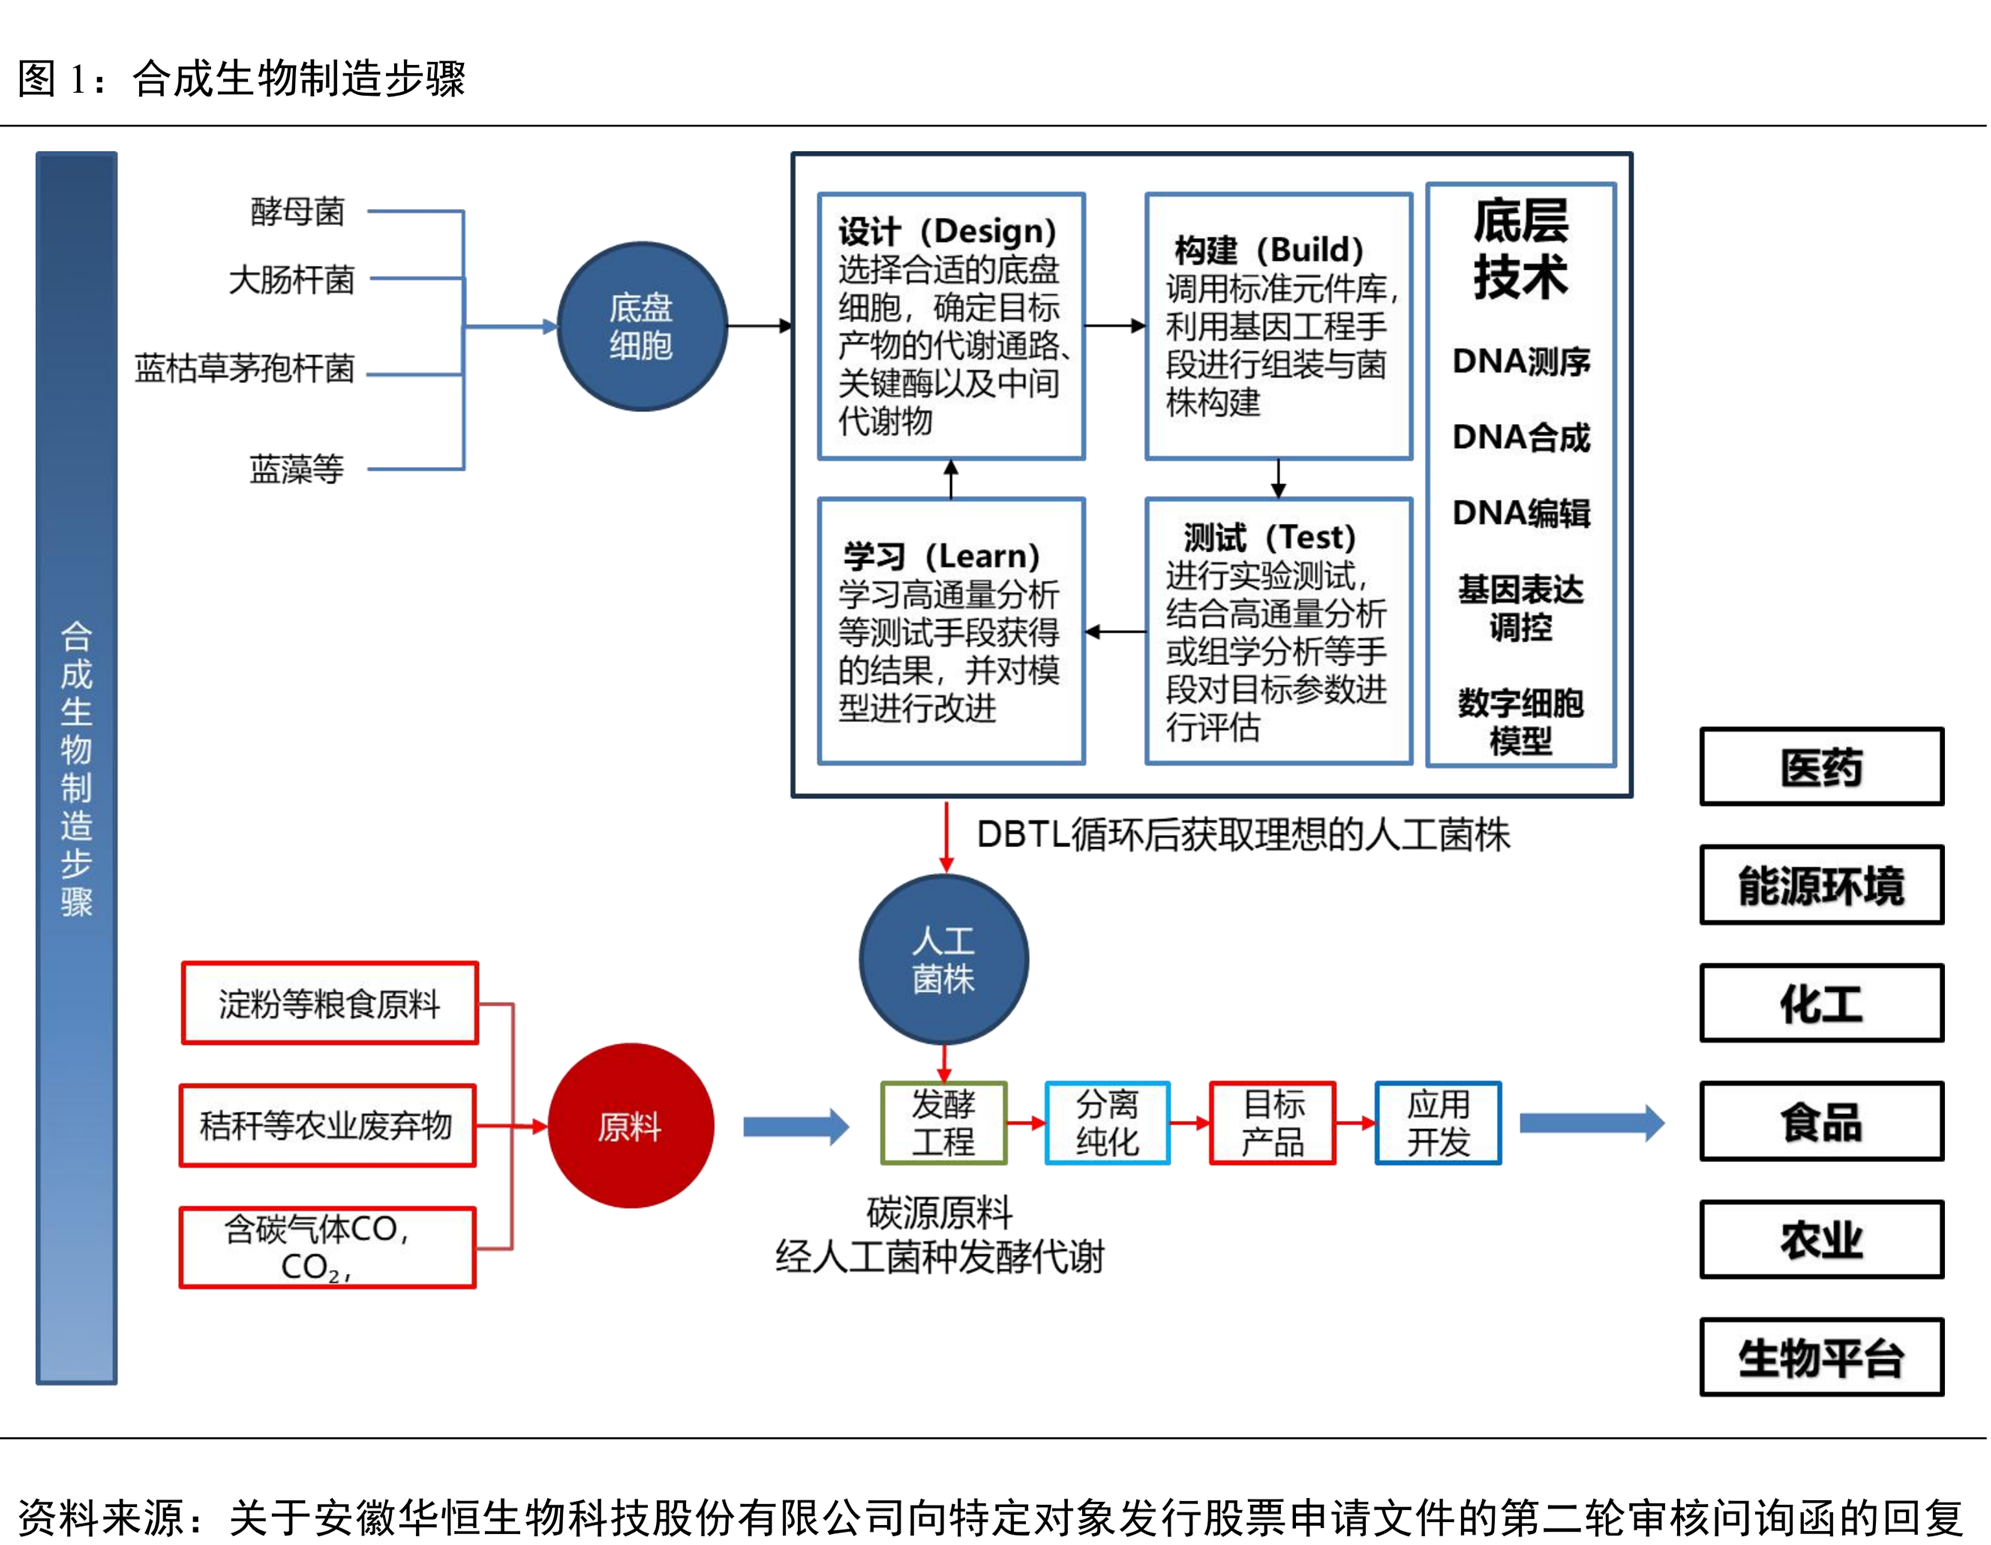 图 1：合成生物制造步骤
合成生物制造步骤
酵母菌
大肠杆菌
蓝枯草茅孢杆菌
蓝藻等
底盘
细胞
设计（Design）
选择合适的底盘
细胞，确定目标
产物的代谢通路、
关键酶以及中间
代谢物
构建（Build）
调用标准元件库，
利用基因工程手
段进行组装与菌
株构建
学习（Learn）
学习高通量分析
等测试手段获得
的结果，并对模
型进行改进
测试（Test）
进行实验测试，
结合高通量分析
或组学分析等手
段对目标参数进
行评估
底层
技术
DNA测序
DNA合成
DNA编辑
基因表达
调控
数字细胞
模型
DBTL循环后获取理想的人工菌株
人工
菌株
淀粉等粮食原料
秸秆等农业废弃物
含碳气体CO，
CO₂，
原料
发酵
工程
分离
纯化
目标
产品
应用
开发
碳源原料
经人工菌种发酵代谢
医药
能源环境
化工
食品
农业
生物平台
资料来源：关于安徽华恒生物科技股份有限公司向特定对象发行股票申请文件的第二轮审核问询函的回复